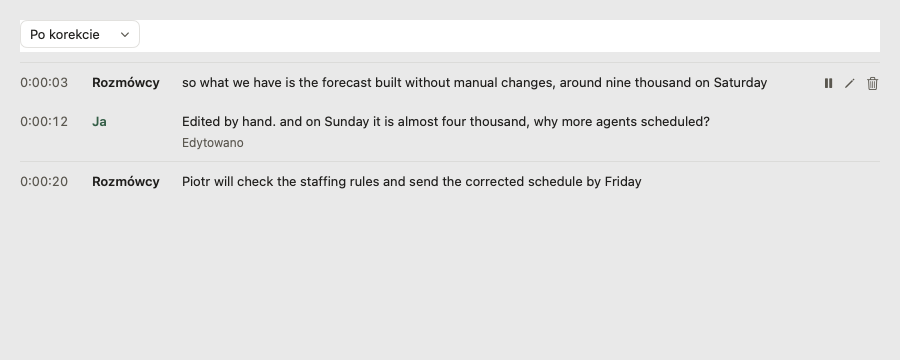 Po korekcie
0:00:03 Rozmówcy so what we have is the forecast built without manual changes, around nine thousand on Saturday
0:00:12 Ja Edited by hand. and on Sunday it is almost four thousand, why more agents scheduled?
Edytowano
0:00:20 Rozmówcy Piotr will check the staffing rules and send the corrected schedule by Friday